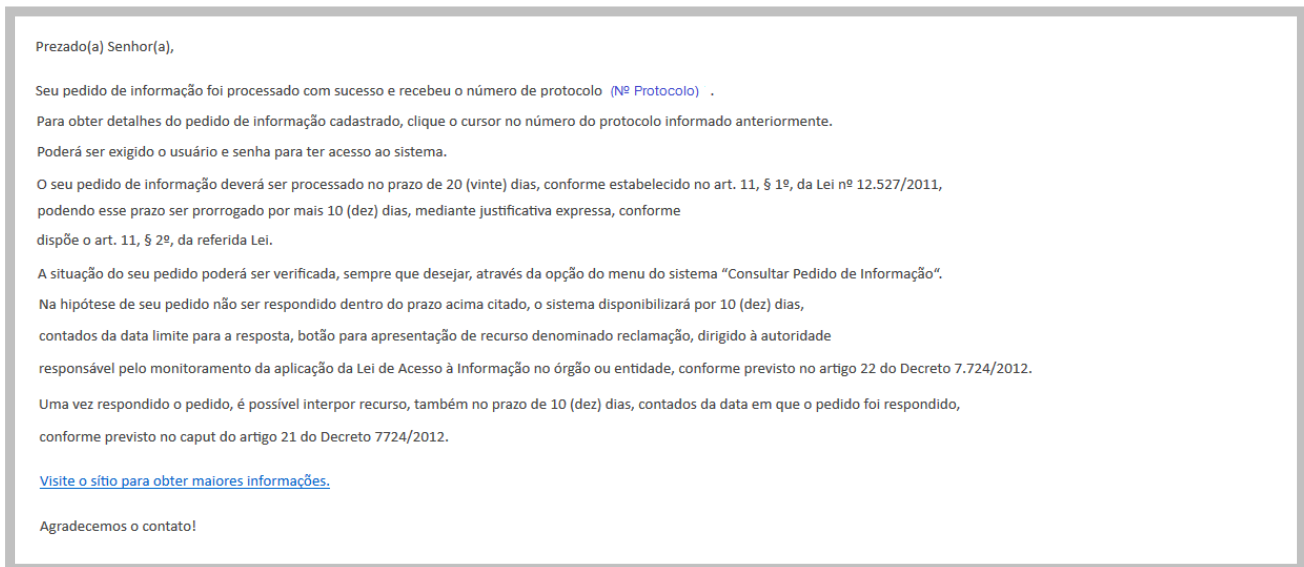 Prezado(a) Senhor(a),
Seu pedido de informação foi processado com sucesso e recebeu o número de protocolo (Nº Protocolo) .
Para obter detalhes do pedido de informação cadastrado, clique o cursor no número do protocolo informado anteriormente.
Poderá ser exigido o usuário e senha para ter acesso ao sistema.
O seu pedido de informação deverá ser processado no prazo de 20 (vinte) dias, conforme estabelecido no art. 11, § 1º, da Lei nº 12.527/2011,
podendo esse prazo ser prorrogado por mais 10 (dez) dias, mediante justificativa expressa, conforme
dispõe o art. 11, § 2º, da referida Lei.
A situação do seu pedido poderá ser verificada, sempre que desejar, através da opção do menu do sistema “Consultar Pedido de Informação“.
Na hipótese de seu pedido não ser respondido dentro do prazo acima citado, o sistema disponibilizará por 10 (dez) dias,
contados da data limite para a resposta, botão para apresentação de recurso denominado reclamação, dirigido à autoridade
responsável pelo monitoramento da aplicação da Lei de Acesso à Informação no órgão ou entidade, conforme previsto no artigo 22 do Decreto 7.724/2012.
Uma vez respondido o pedido, é possível interpor recurso, também no prazo de 10 (dez) dias, contados da data em que o pedido foi respondido,
conforme previsto no caput do artigo 21 do Decreto 7724/2012.
Visite o sítio para obter maiores informações.
Agradecemos o contato!